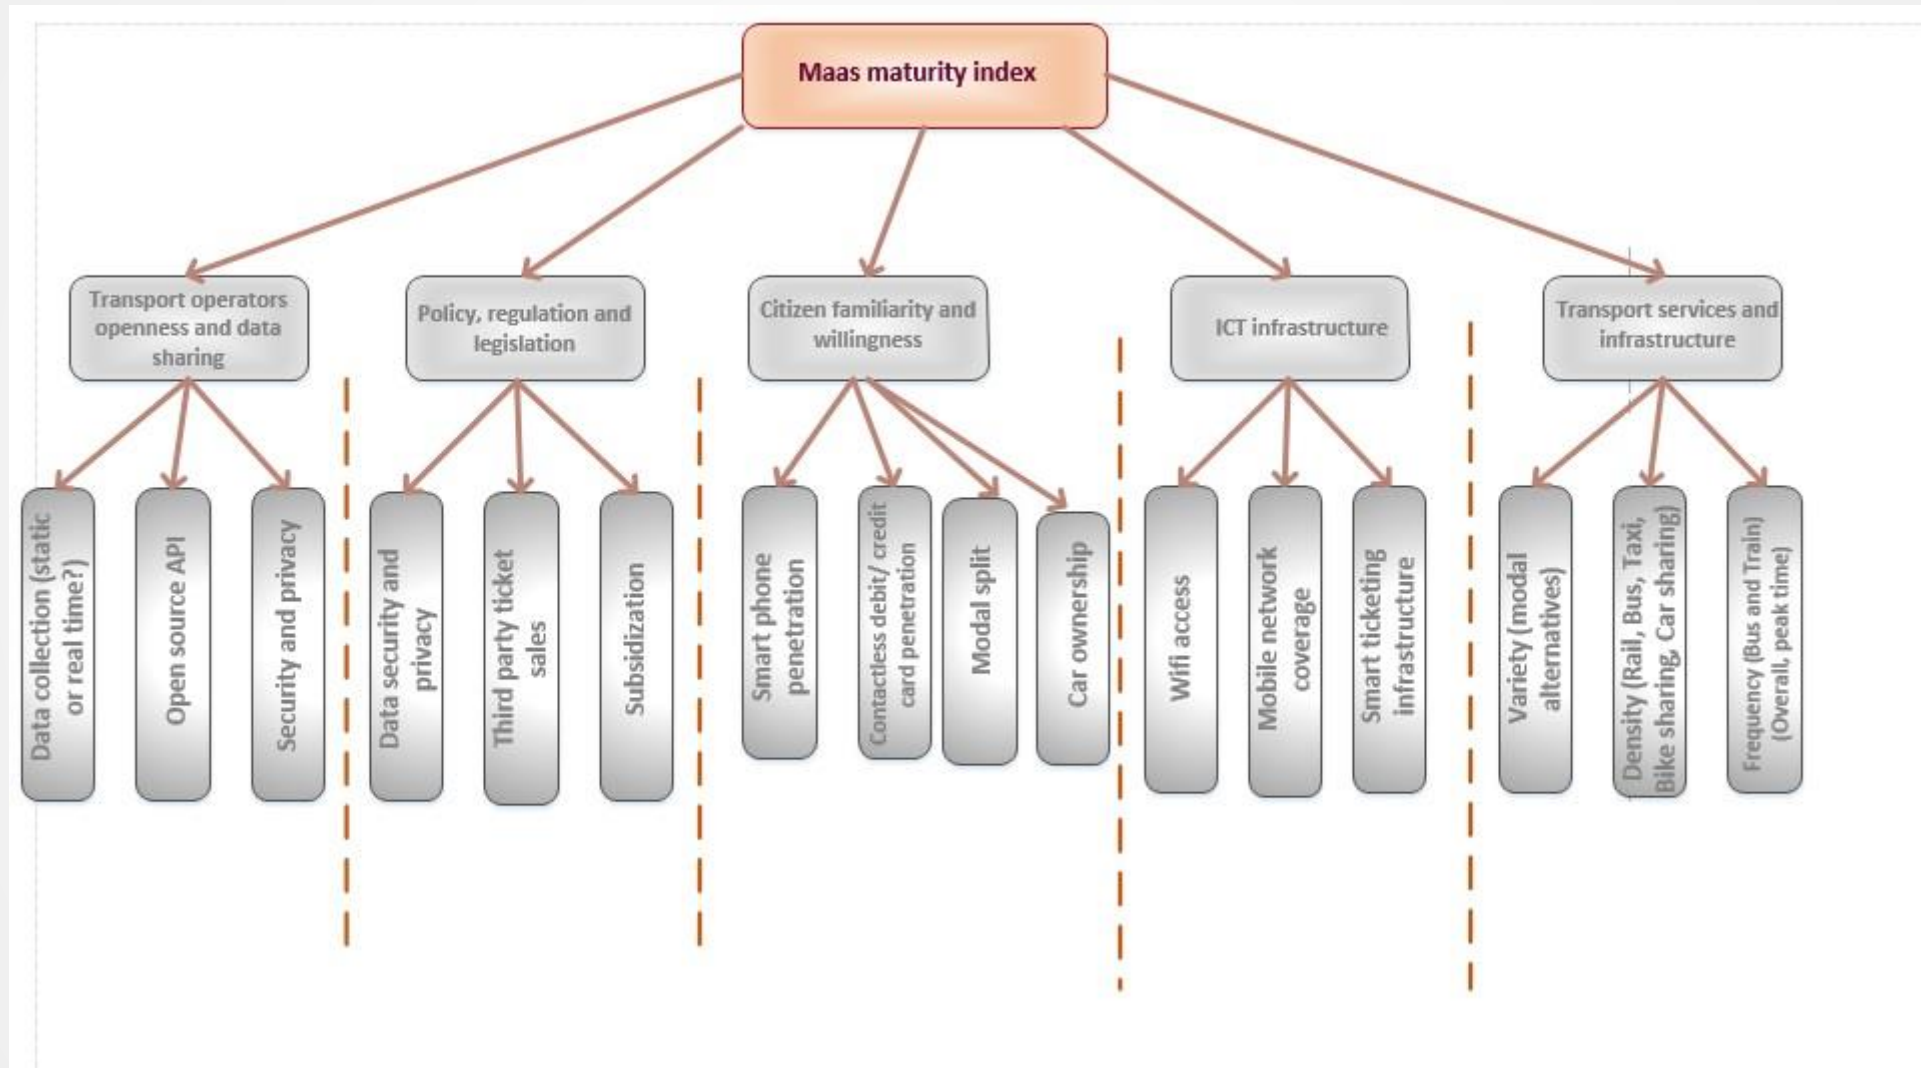 Maas maturity index
Transport operators
openness and data
sharing
Policy, regulation and
legislation
Citizen familiarity and
willingness
ICT infrastructure
Transport services and
infrastructure
Data collection (static
or real time?)
Open source API
Security and privacy
Data security and
privacy
Third party ticket
sales
Subsidization
Smart phone
penetration
Contactless debit/ credit
card penetration
Modal split
Car ownership
Wifi access
Mobile network
coverage
Smart ticketing
infrastructure
Variety (modal
alternatives)
Density (Rail, Bus, Taxi,
Bike sharing, Car sharing)
Frequency (Bus and Train)
(Overall, peak time)